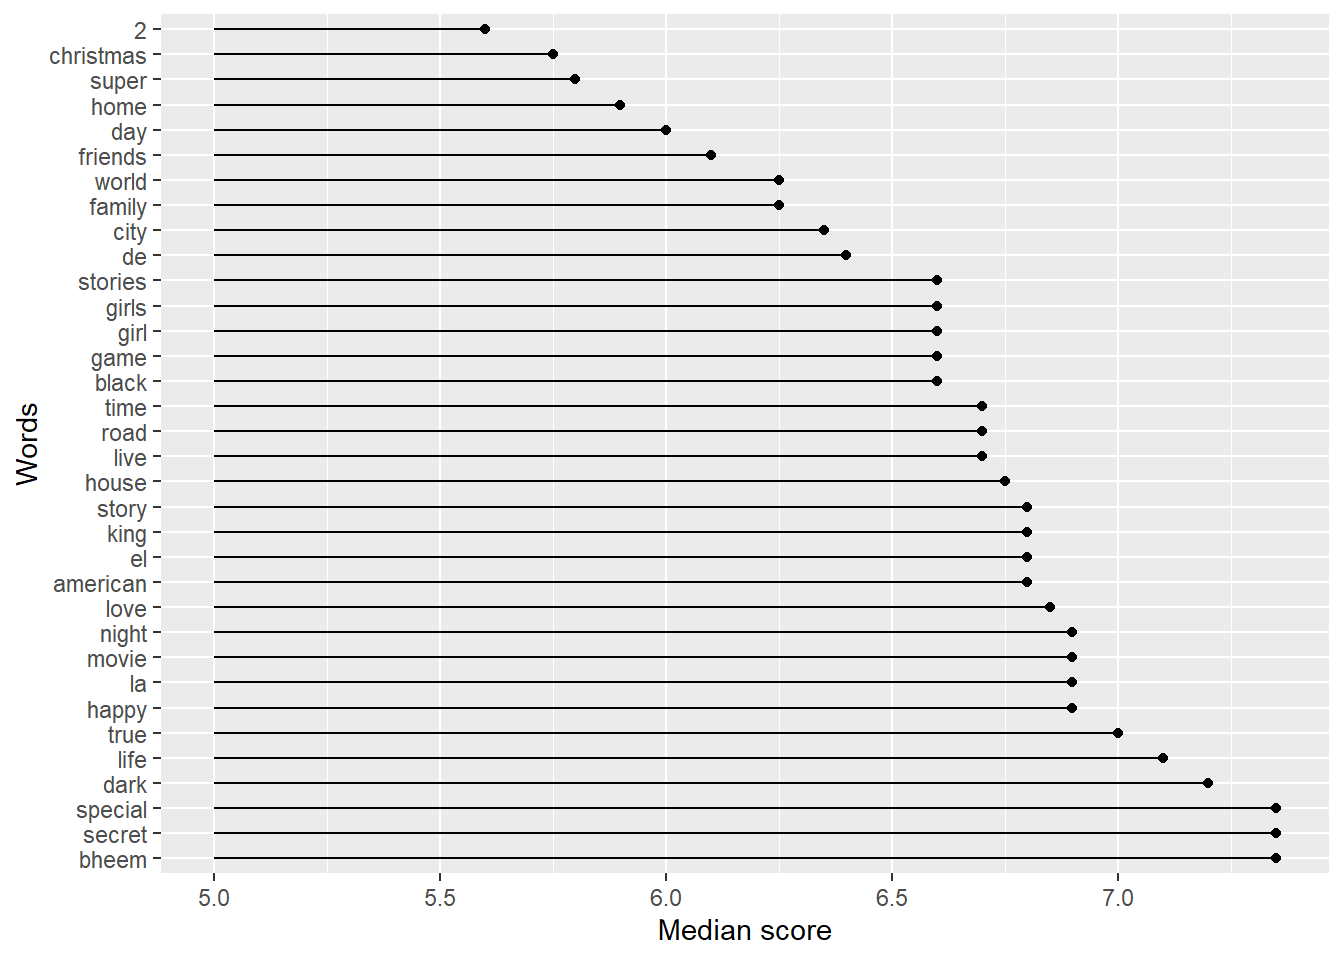 2
christmas
super
home
day
friends
world
family
city
de
stories
girls
girl
game
black
time
road
live
house
story
king
el
american
love
night
movie
la
happy
true
life
dark
special
secret
bheem
Words
5.0 5.5 6.0 6.5 7.0
Median score